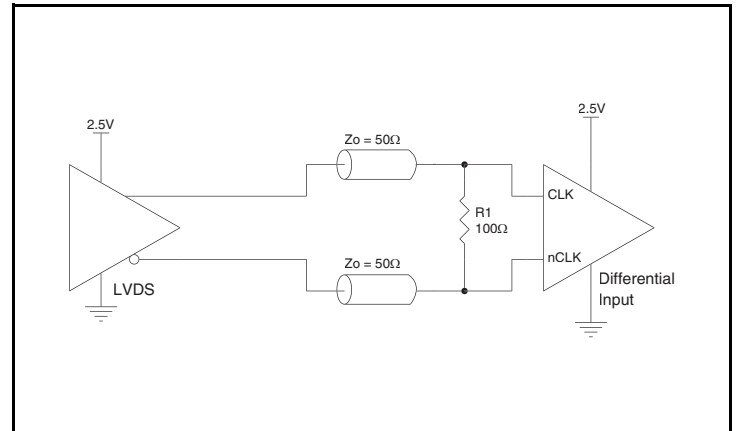 2.5V
2.5V
Zo = 50Ω
CLK
R1
100Ω
nCLK
Zo = 50Ω
Differential
Input
LVDS